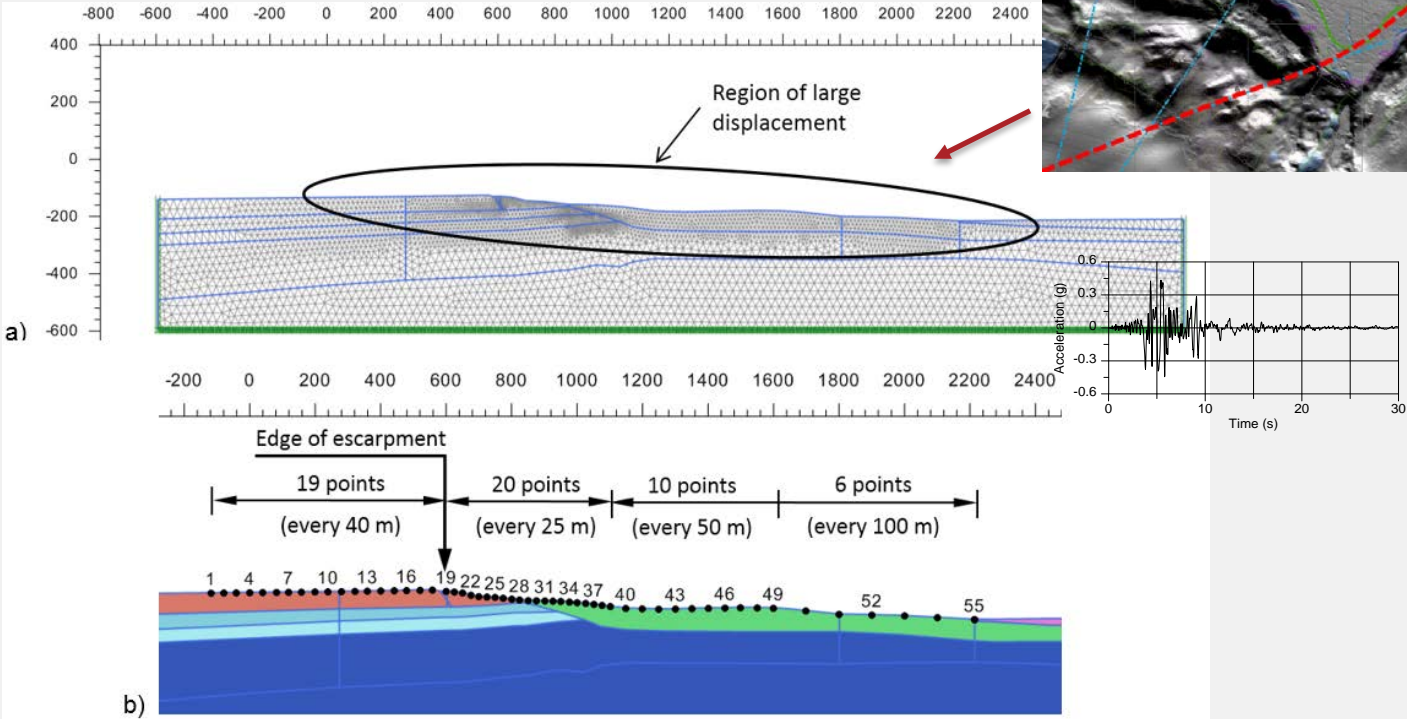 -800 -600 -400 -200 0 200 400 600 800 1000 1200 1400 1600 1800 2000 2200 2400
400
200
0
-200
-400
-600
Region of large
displacement
a)
0.6
0.3
0
-0.3
-0.6
Acceleration (g)
0 10 20 30
Time (s)
-200 0 200 400 600 800 1000 1200 1400 1600 1800 2000 2200 2400
Edge of escarpment
19 points 20 points 10 points 6 points
(every 40 m) (every 25 m) (every 50 m) (every 100 m)
1 4 7 10 13 16 19 22 25 28 31 34 37 40 43 46 49 52 55
b)